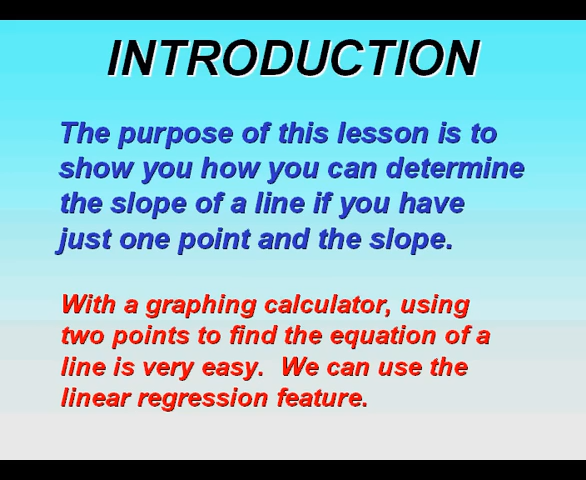 INTRODUCTION
The purpose of this lesson is to
show you how you can determine
the slope of a line if you have
just one point and the slope.
With a graphing calculator, using
two points to find the equation of a
line is very easy.  We can use the
linear regression feature.